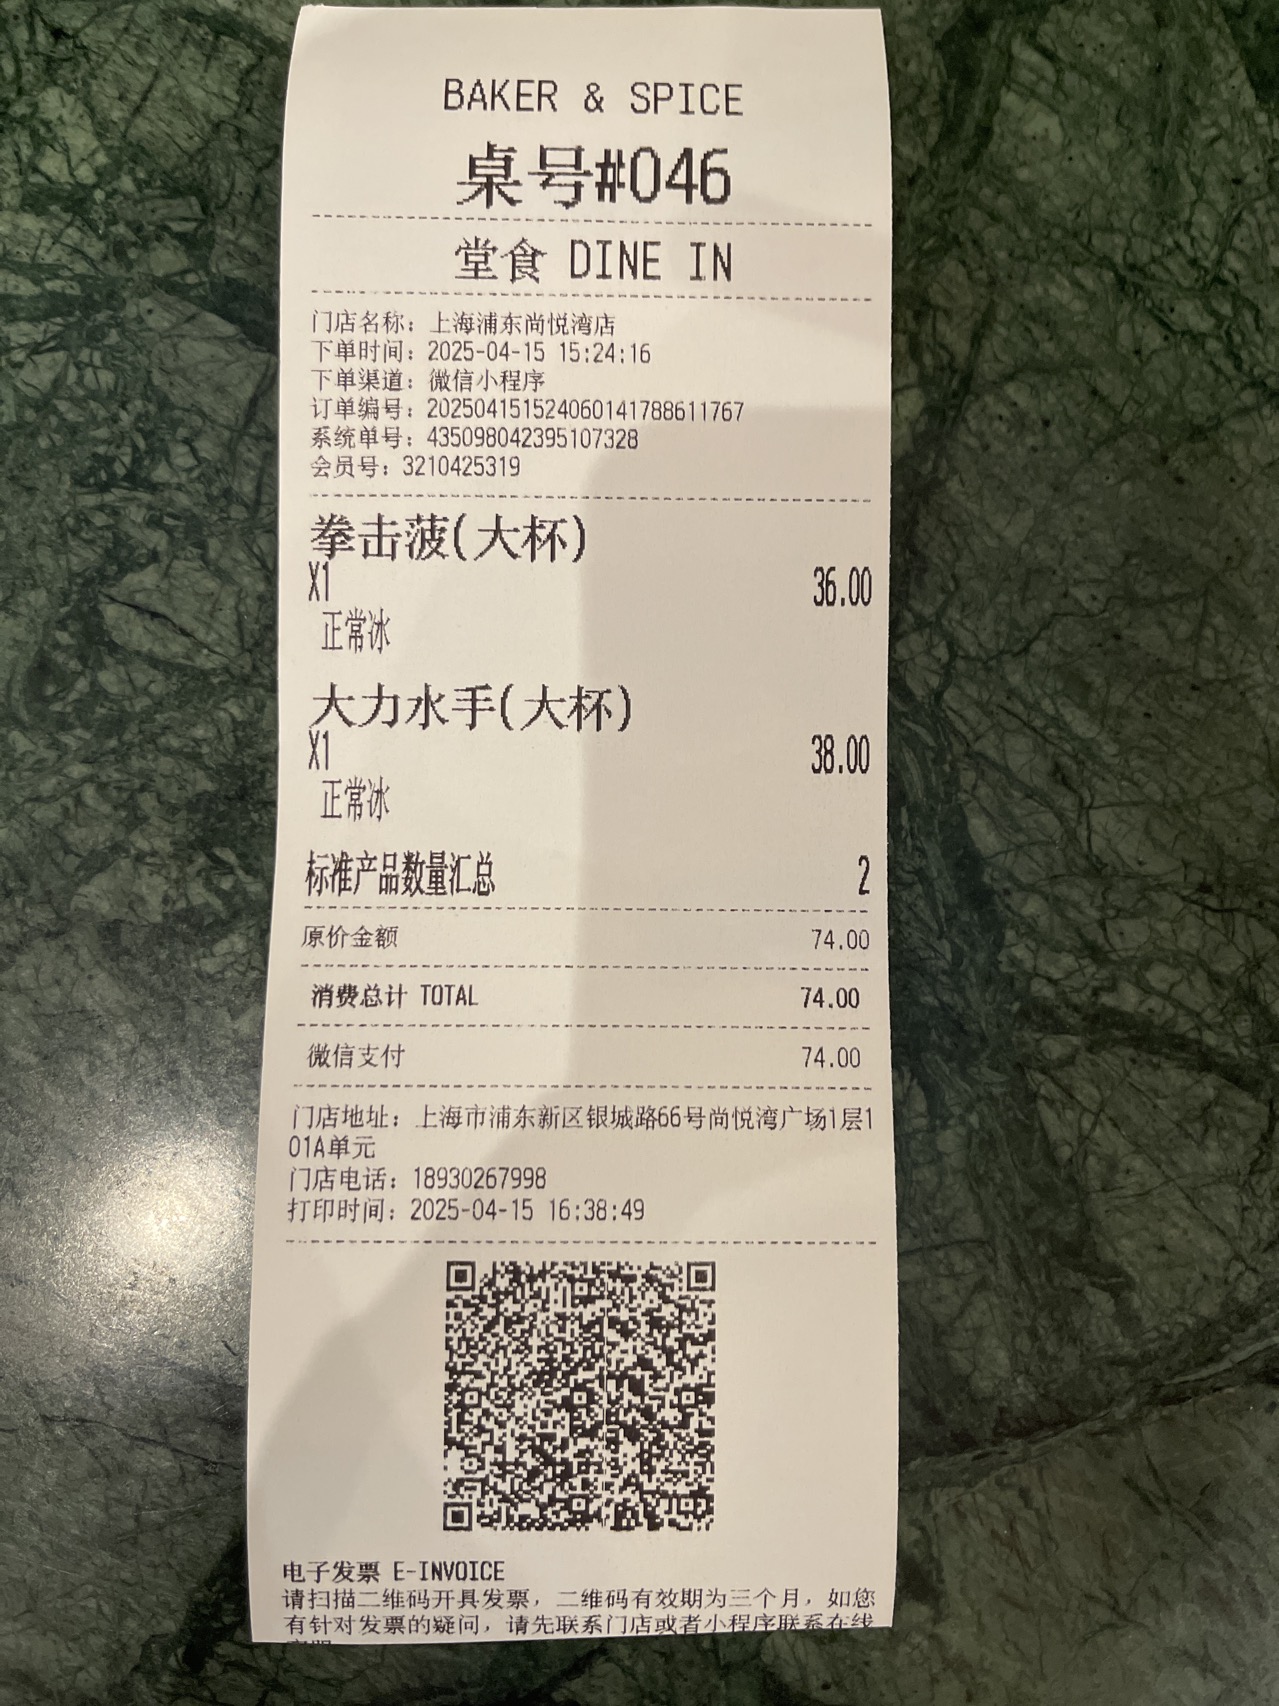 BAKER & SPICE
桌号#046
堂食 DINE IN
门店名称：上海浦东尚悦湾店
下单时间：2025-04-15 15:24:16
下单渠道：微信小程序
订单编号：202504151524060141788611767
系统单号：435098042395107328
会员号：3210425319
拳击菠(大杯)
X1 36.00
正常冰
大力水手(大杯)
X1 38.00
正常冰
标准产品数量汇总 2
原价金额 74.00
消费总计 TOTAL 74.00
微信支付 74.00
门店地址：上海市浦东新区银城路66号尚悦湾广场1层1
01A单元
门店电话：18930267998
打印时间：2025-04-15 16:38:49
电子发票 E-INVOICE
请扫描二维码开具发票，二维码有效期为三个月，如您
有针对发票的疑问，请先联系门店或者小程序联系在线